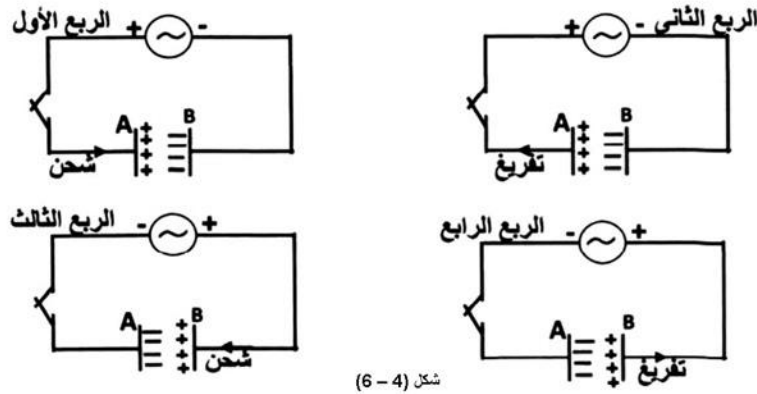 الربع الأول
+ -
A B
+ + + +
شحن
الربع الثاني
+ -
A B
+ + + +
تفريغ
الربع الثالث
- +
A B
+ + + +
شحن
الربع الرابع
- +
A B
+ + + +
تفريغ
شكل (4 – 6)